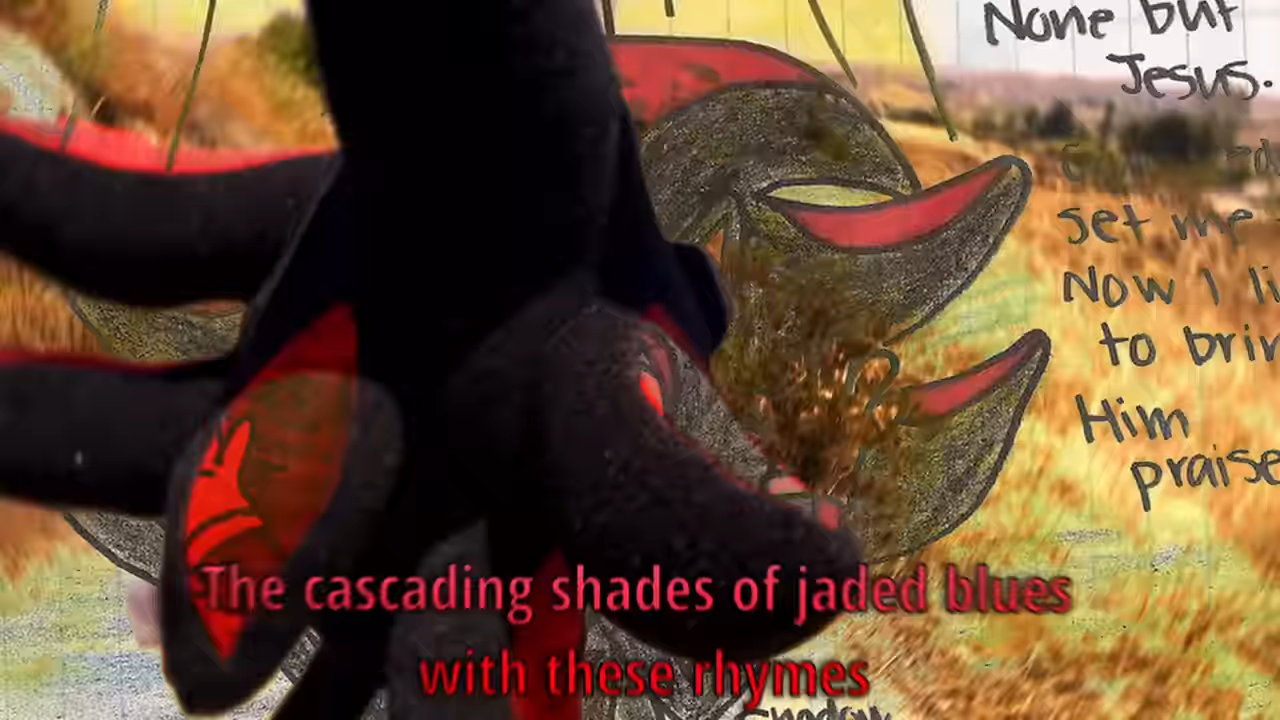 None but
Jesus.
set me
Now I li
to brin
Him
praise
?
The cascading shades of jaded blues
with these rhymes
Shadow